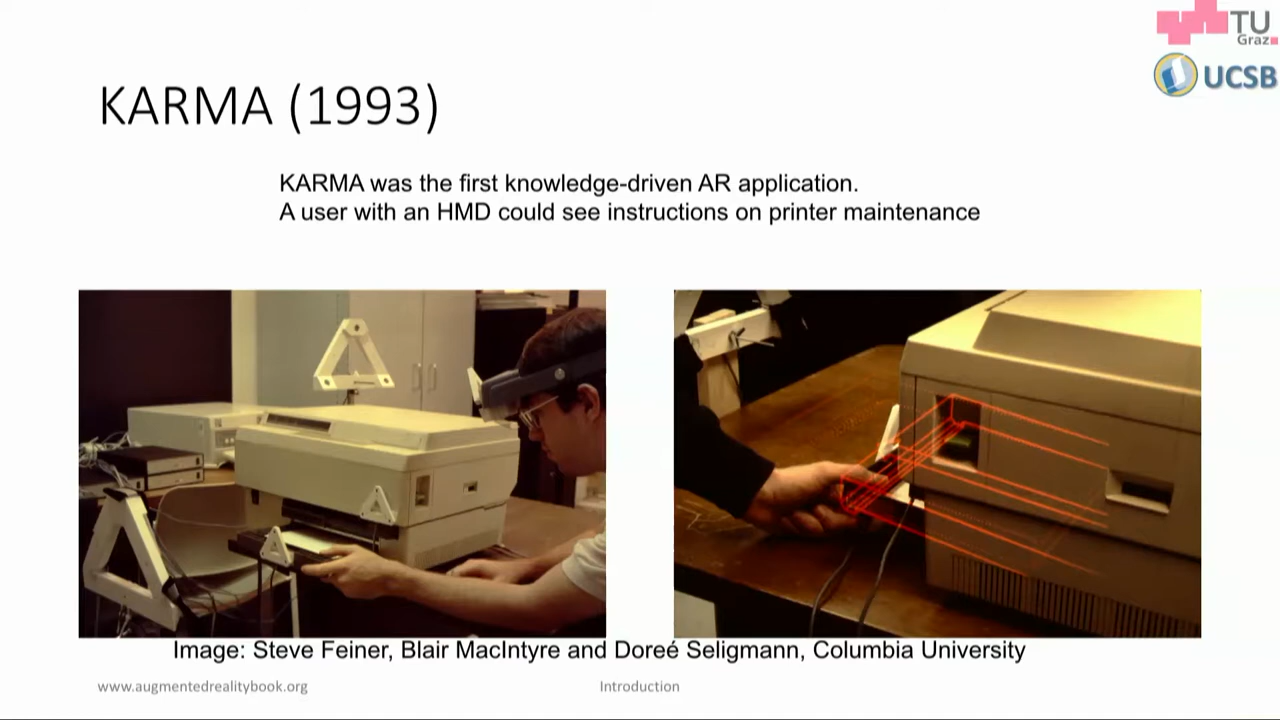 TU
Graz
UCSB
KARMA (1993)
KARMA was the first knowledge-driven AR application.
A user with an HMD could see instructions on printer maintenance
Image: Steve Feiner, Blair MacIntyre and Doreé Seligmann, Columbia University
www.augmentedrealitybook.org
Introduction